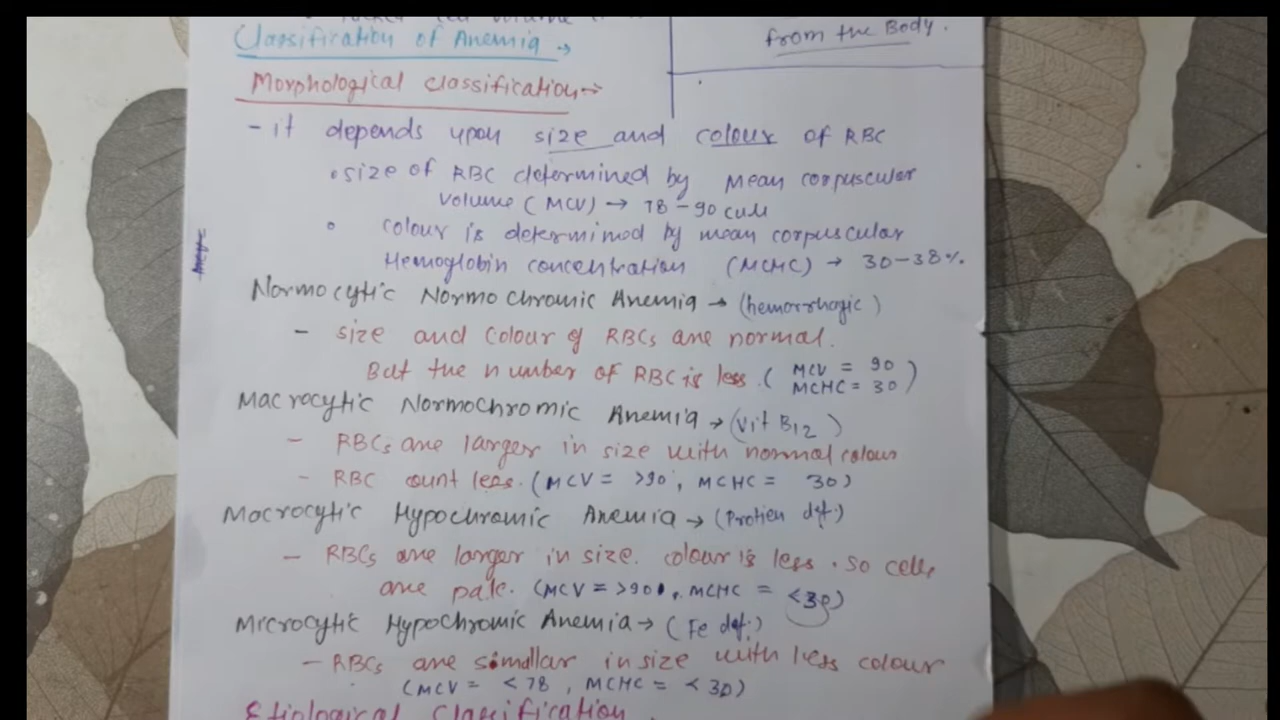 Classification of Anemia →
from the Body.
Morphological classification →
- it depends upon size and colour of RBC
• size of RBC determined by Mean corpuscular
volume (MCV) → 78-90 cuu
• colour is determimed by mean corpuscular
Hemoglobin concentration (MCHC) → 30-38%.
Normocytic Normochromic Anemia → (hemorrhagic)
- size and colour of RBCs are normal.
But the number of RBC is less. ( MCV = 90
MCHC = 30 )
Macrocytic Normochromic Anemia → (Vit B12)
- RBCs are larger in size with normal colour
- RBC count less. (MCV = >90, MCHC = 30)
Macrocytic Hypochromic Anemia → (Protien def.)
- RBCs are larger in size. colour is less. so cells
are pale. (MCV = >90, MCHC = <30)
Microcytic Hypochromic Anemia → (Fe def.)
- RBCs are smallar in size with less colour
(MCV = <78, MCHC = <30)
Etiological Classification.